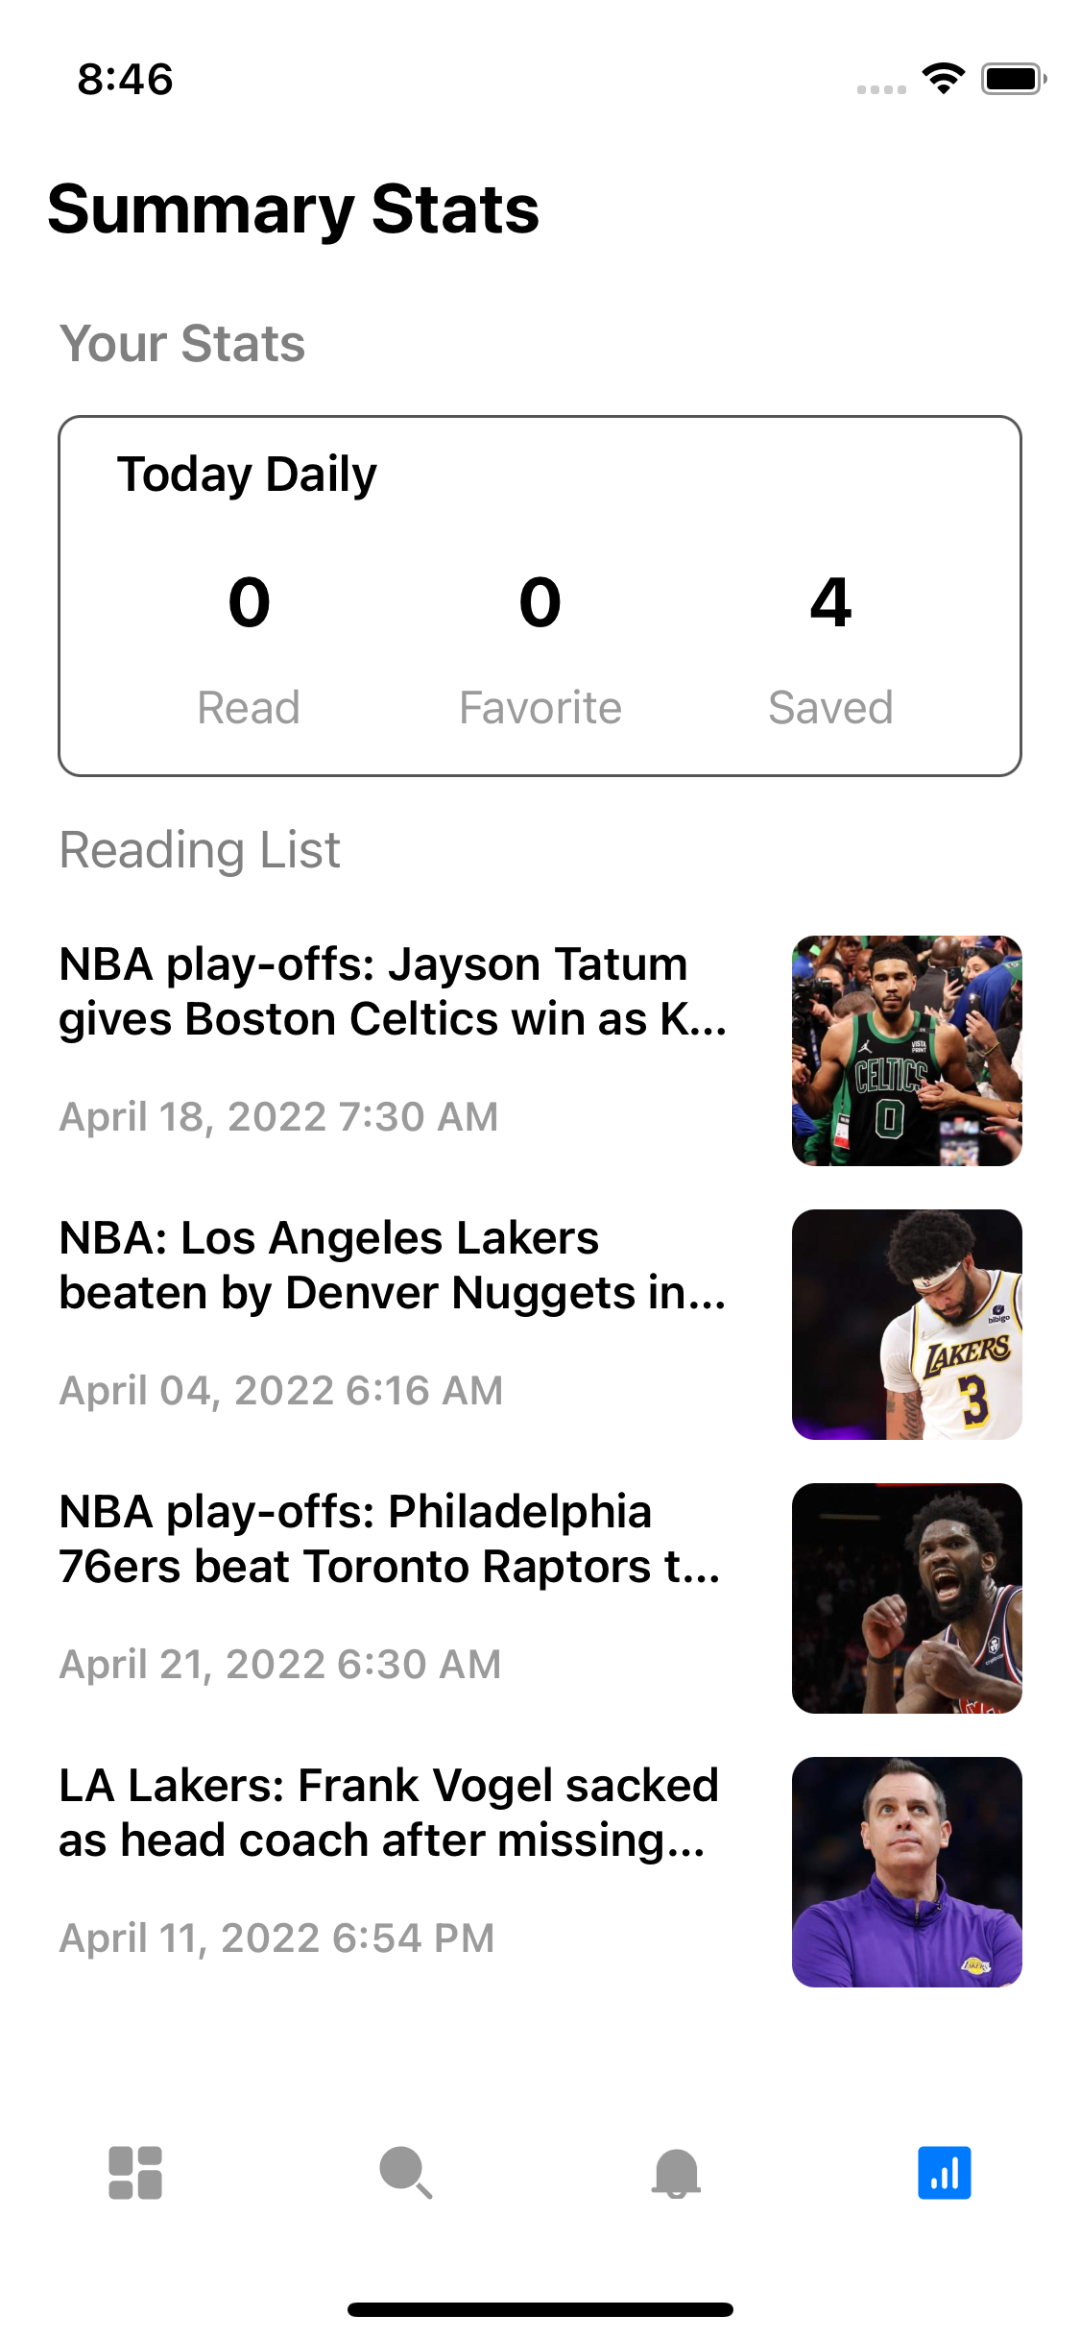 8:46
Summary Stats
Your Stats
Today Daily
0 0 4
Read Favorite Saved
Reading List
NBA play-offs: Jayson Tatum
gives Boston Celtics win as K...
April 18, 2022 7:30 AM
CELTICS
0
NBA: Los Angeles Lakers
beaten by Denver Nuggets in...
April 04, 2022 6:16 AM
bibigo
LAKERS
3
NBA play-offs: Philadelphia
76ers beat Toronto Raptors t...
April 21, 2022 6:30 AM
LA Lakers: Frank Vogel sacked
as head coach after missing...
April 11, 2022 6:54 PM
LAKERS